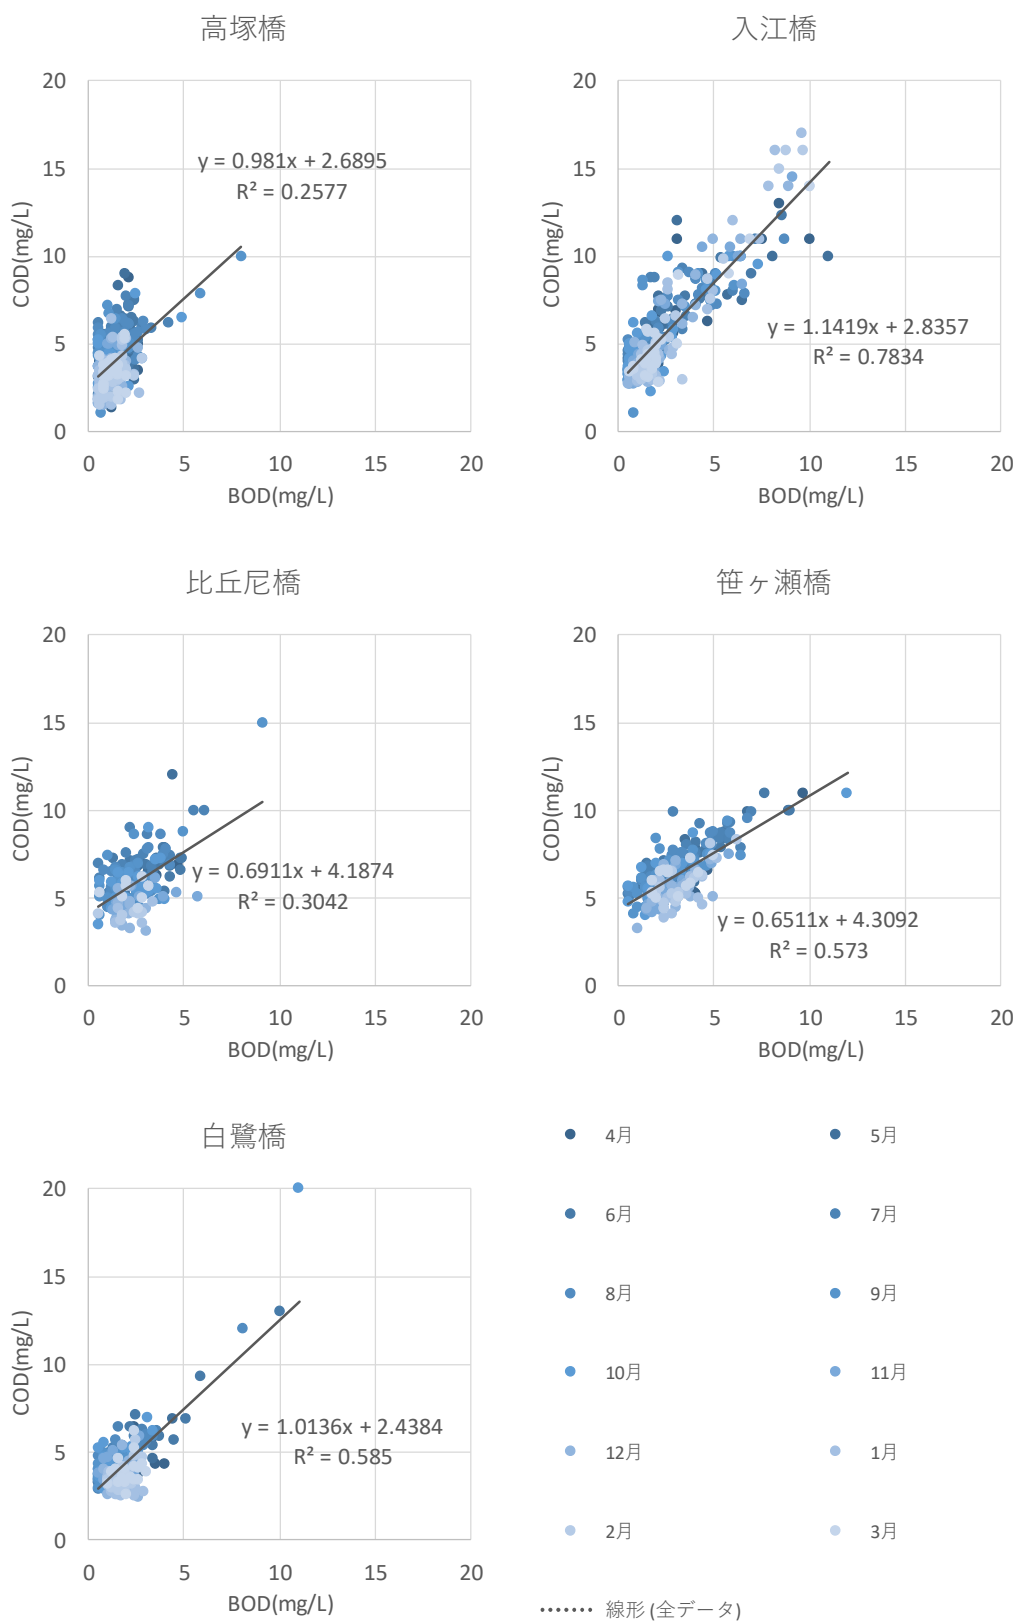 高塚橋
20
15
10
5
0
y = 0.981x + 2.6895
R² = 0.2577
COD(mg/L)
0 5 10 15 20
BOD(mg/L)
入江橋
20
15
10
5
0
y = 1.1419x + 2.8357
R² = 0.7834
COD(mg/L)
0 5 10 15 20
BOD(mg/L)
比丘尼橋
20
15
10
5
0
y = 0.6911x + 4.1874
R² = 0.3042
COD(mg/L)
0 5 10 15 20
BOD(mg/L)
笹ヶ瀬橋
20
15
10
5
0
y = 0.6511x + 4.3092
R² = 0.573
COD(mg/L)
0 5 10 15 20
BOD(mg/L)
白鷺橋
20
15
10
5
0
y = 1.0136x + 2.4384
R² = 0.585
COD(mg/L)
0 5 10 15 20
BOD(mg/L)
4月 5月
6月 7月
8月 9月
10月 11月
12月 1月
2月 3月
線形 (全データ)